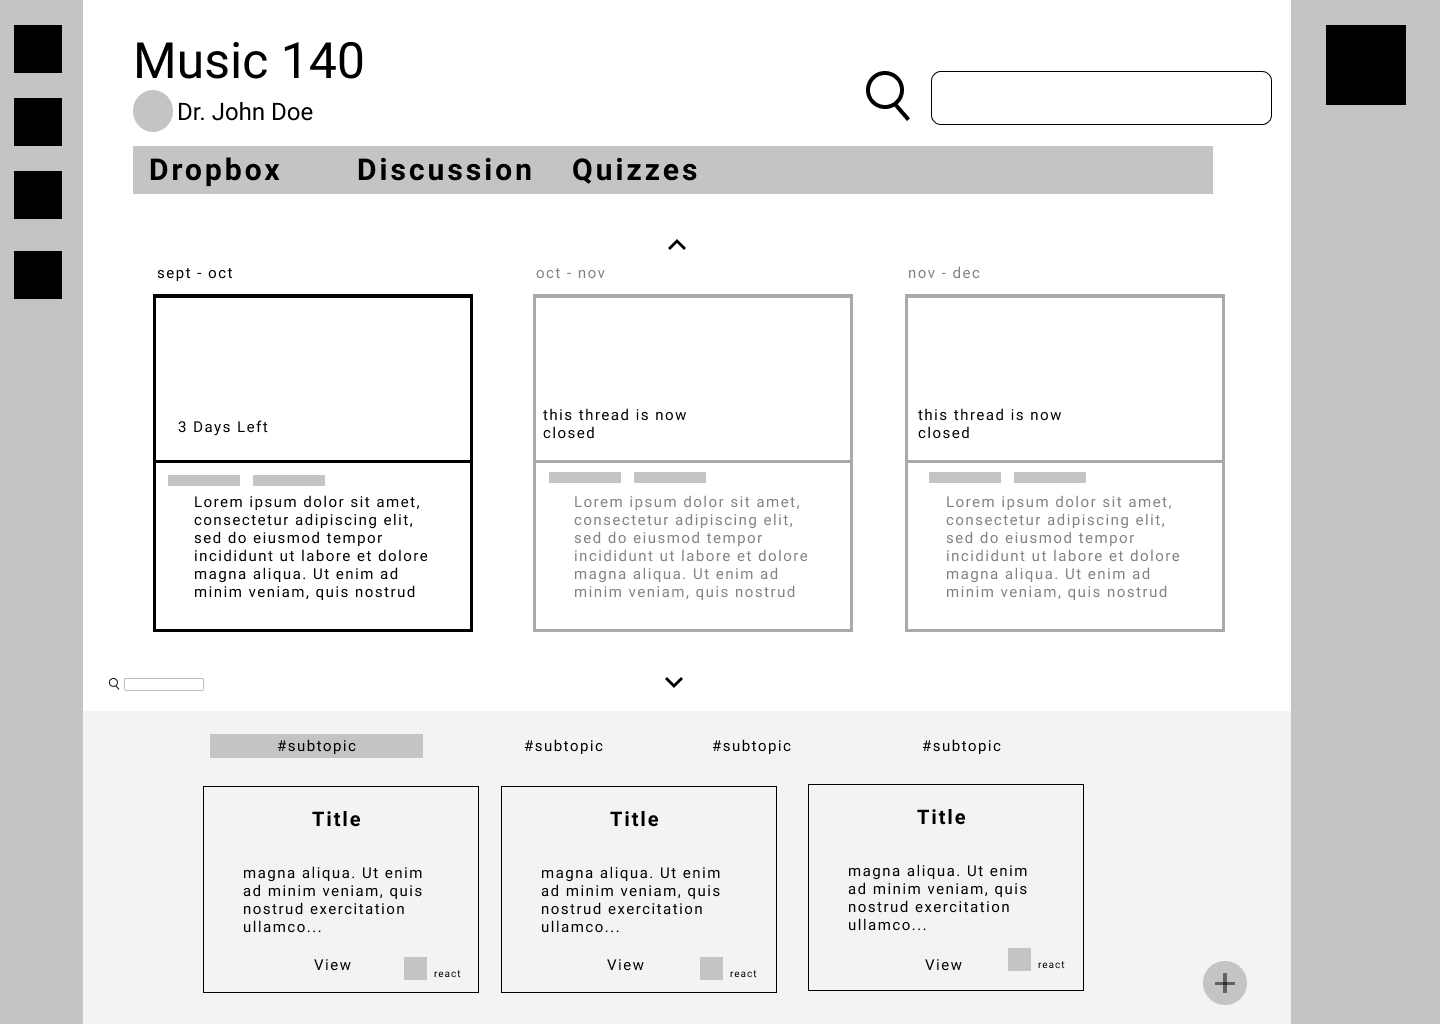 Music 140
Dr. John Doe
Dropbox Discussion Quizzes
sept - oct
3 Days Left
Lorem ipsum dolor sit amet,
consectetur adipiscing elit,
sed do eiusmod tempor
incididunt ut labore et dolore
magna aliqua. Ut enim ad
minim veniam, quis nostrud
oct - nov
this thread is now
closed
Lorem ipsum dolor sit amet,
consectetur adipiscing elit,
sed do eiusmod tempor
incididunt ut labore et dolore
magna aliqua. Ut enim ad
minim veniam, quis nostrud
nov - dec
this thread is now
closed
Lorem ipsum dolor sit amet,
consectetur adipiscing elit,
sed do eiusmod tempor
incididunt ut labore et dolore
magna aliqua. Ut enim ad
minim veniam, quis nostrud
#subtopic #subtopic #subtopic #subtopic
Title
magna aliqua. Ut enim
ad minim veniam, quis
nostrud exercitation
ullamco...
View react
Title
magna aliqua. Ut enim
ad minim veniam, quis
nostrud exercitation
ullamco...
View react
Title
magna aliqua. Ut enim
ad minim veniam, quis
nostrud exercitation
ullamco...
View react